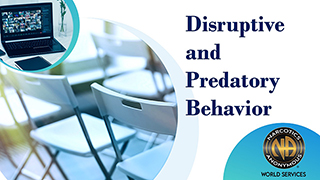 Disruptive
and
Predatory
Behavior
NARCOTICS
NA
ANONYMOUS
WORLD SERVICES